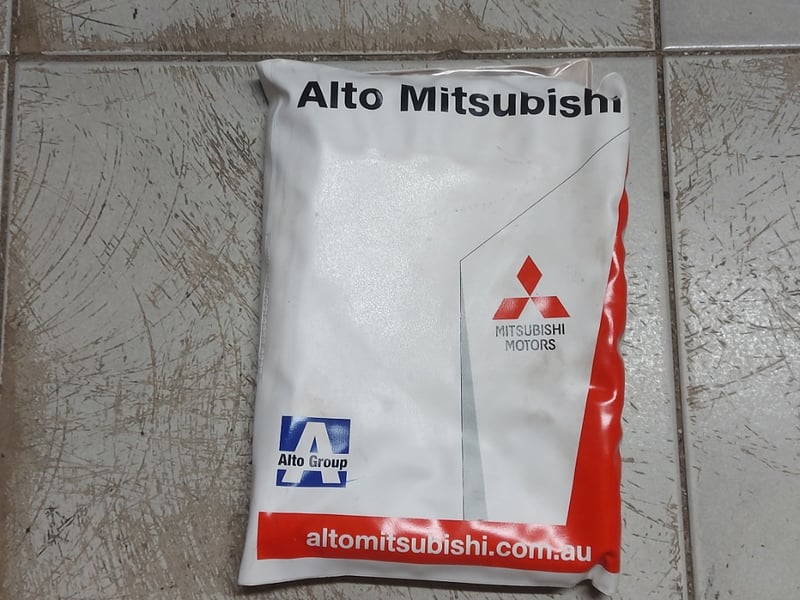 Alto Mitsubishi
MITSUBISHI
MOTORS
A
Alto Group
altomitsubishi.com.au